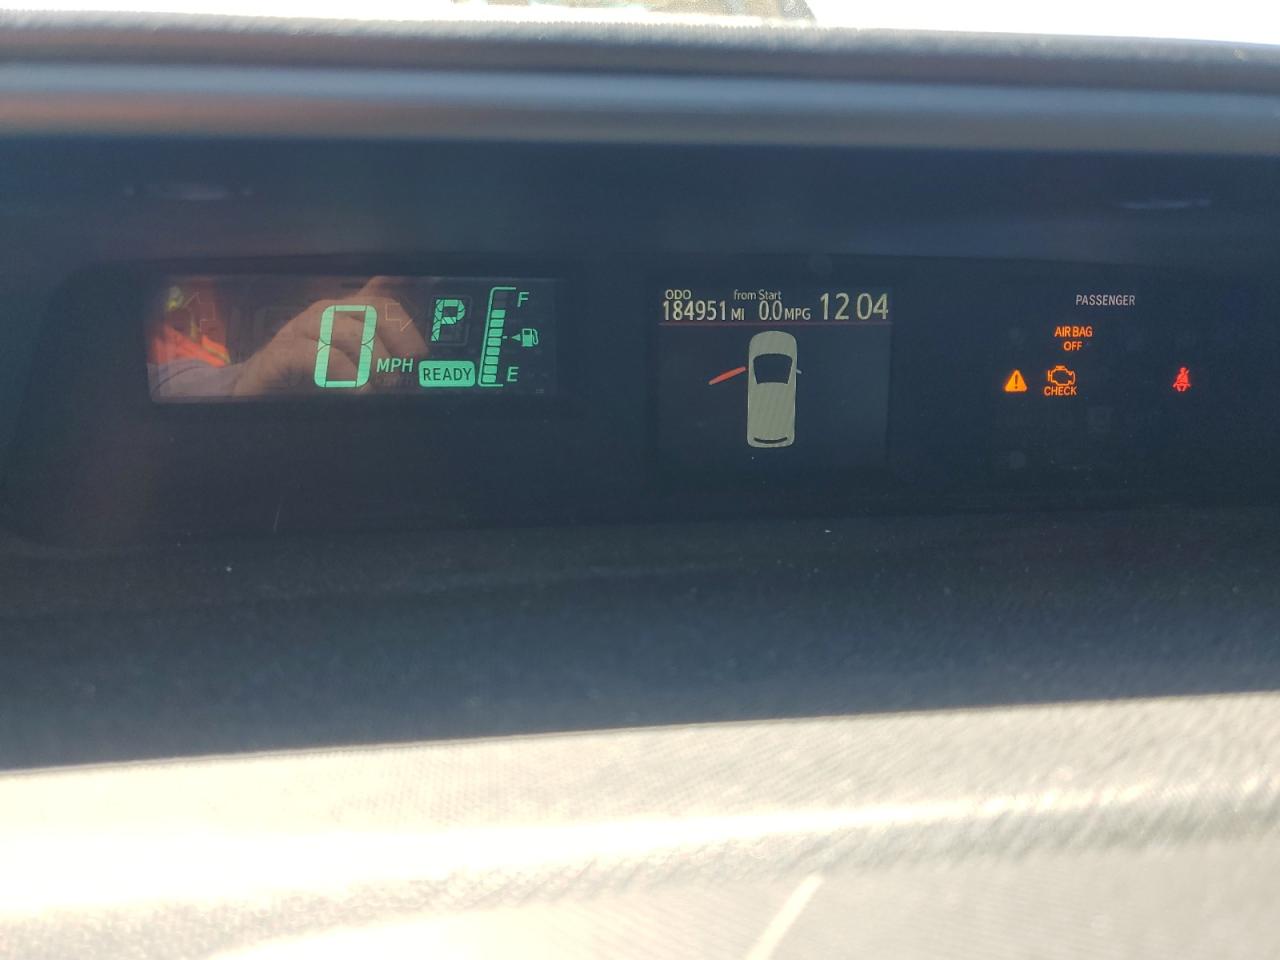 0 MPH
P
READY
F
E
ODO from Start
184951 MI 0.0 MPG 12 04
PASSENGER
AIR BAG
OFF
CHECK